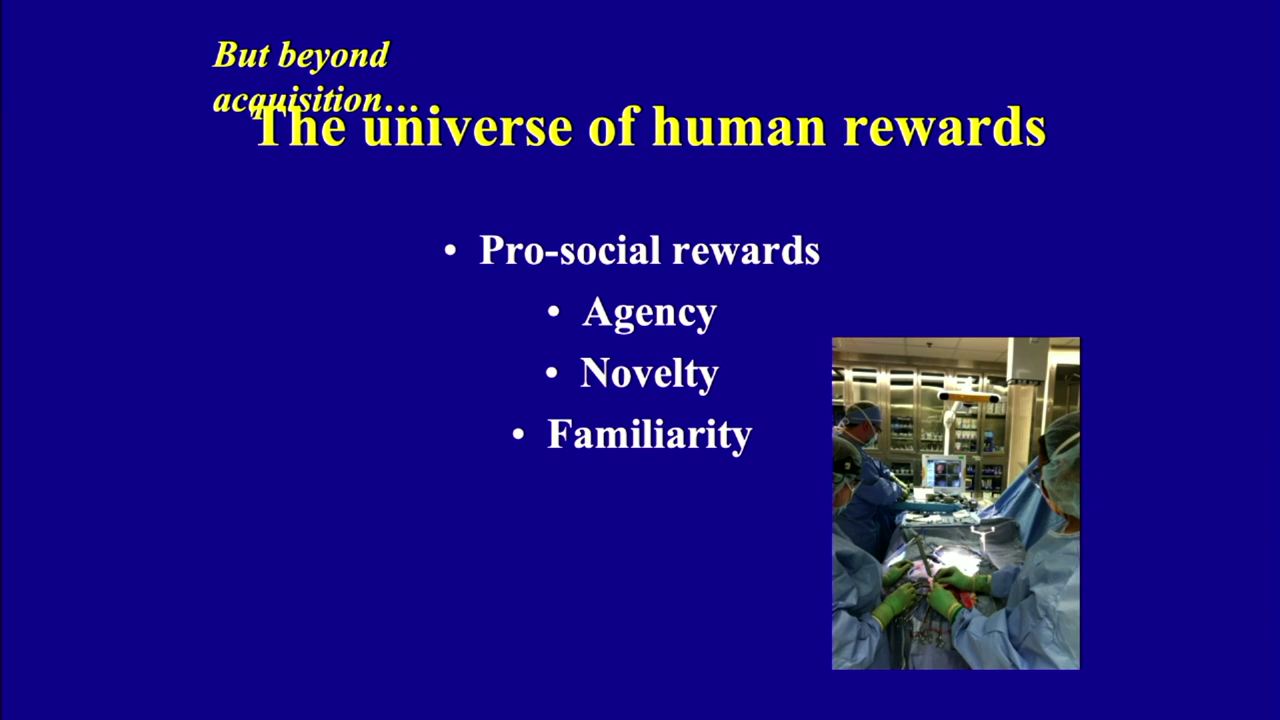 But beyond
acquisition…
The universe of human rewards
• Pro-social rewards
• Agency
• Novelty
• Familiarity